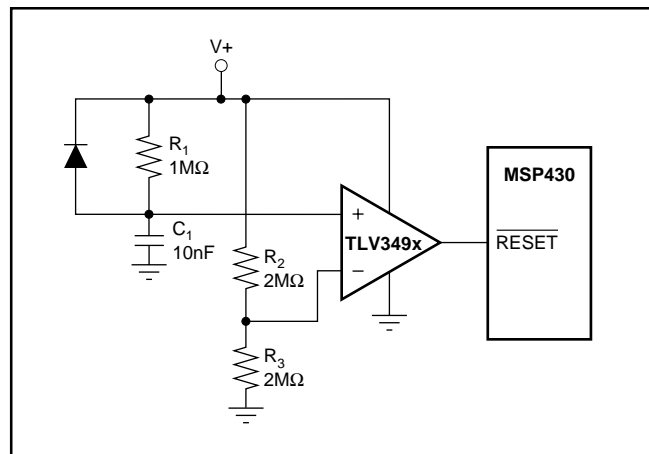 V+
R1
1MΩ
C1
10nF
R2
2MΩ
R3
2MΩ
+
TLV349x
−
MSP430
RESET